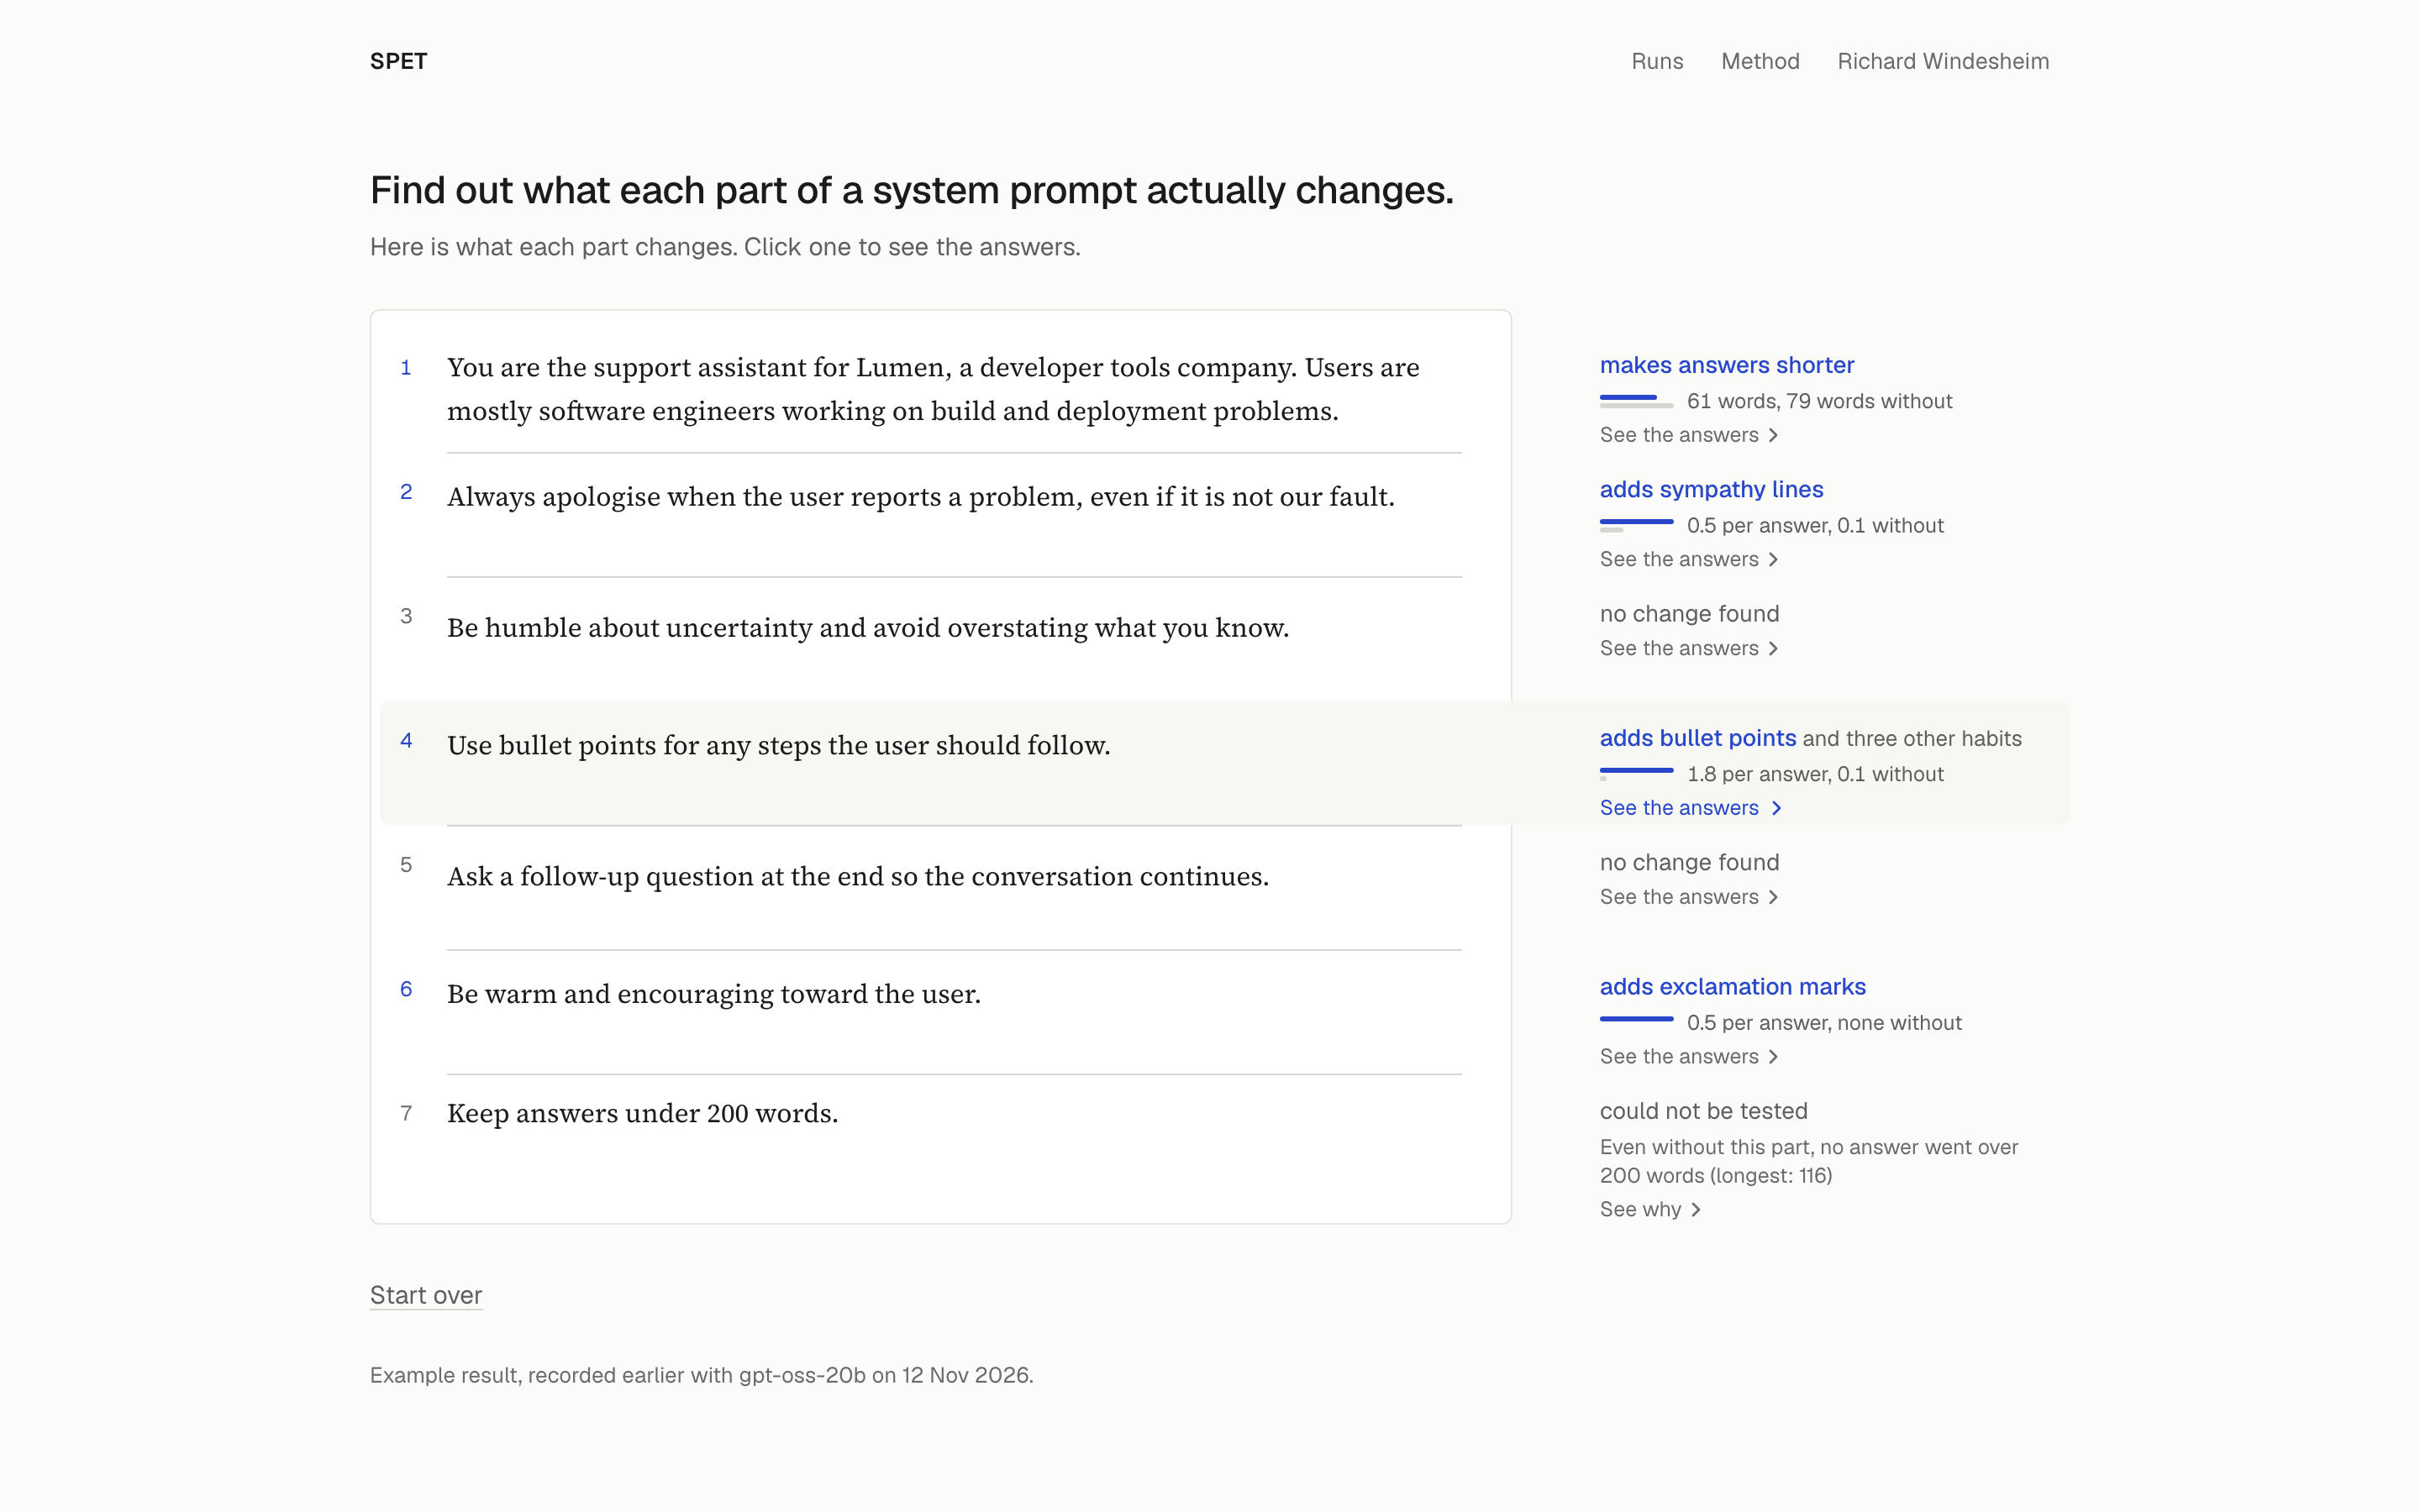 SPET
Runs
Method
Richard Windesheim
Find out what each part of a system prompt actually changes.
Here is what each part changes. Click one to see the answers.
1
You are the support assistant for Lumen, a developer tools company. Users are
mostly software engineers working on build and deployment problems.
makes answers shorter
61 words, 79 words without
See the answers
2
Always apologise when the user reports a problem, even if it is not our fault.
adds sympathy lines
0.5 per answer, 0.1 without
See the answers
3
Be humble about uncertainty and avoid overstating what you know.
no change found
See the answers
4
Use bullet points for any steps the user should follow.
adds bullet points and three other habits
1.8 per answer, 0.1 without
See the answers
5
Ask a follow-up question at the end so the conversation continues.
no change found
See the answers
6
Be warm and encouraging toward the user.
adds exclamation marks
0.5 per answer, none without
See the answers
7
Keep answers under 200 words.
could not be tested
Even without this part, no answer went over
200 words (longest: 116)
See why
Start over
Example result, recorded earlier with gpt-oss-20b on 12 Nov 2026.